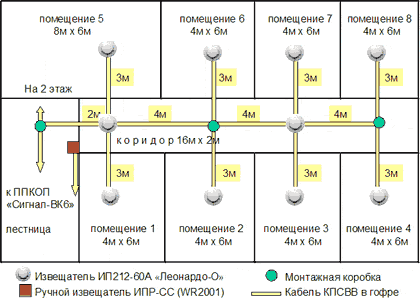 помещение 5
8м х 6м
помещение 6
4м х 6м
помещение 7
4м х 6м
помещение 8
4м х 6м
3м
3м
3м
3м
На 2 этаж
2м
4м
4м
4м
коридор 16м х 2м
3м
3м
3м
3м
к ППКОП
«Сигнал-ВК6»
лестница
помещение 1
4м х 6м
помещение 2
4м х 6м
помещение 3
4м х 6м
помещение 4
4м х 6м
Извещатель ИП212-60А «Леонардо-О»
Монтажная коробка
Ручной извещатель ИПР-СС (WR2001)
Кабель КПСВВ в гофре